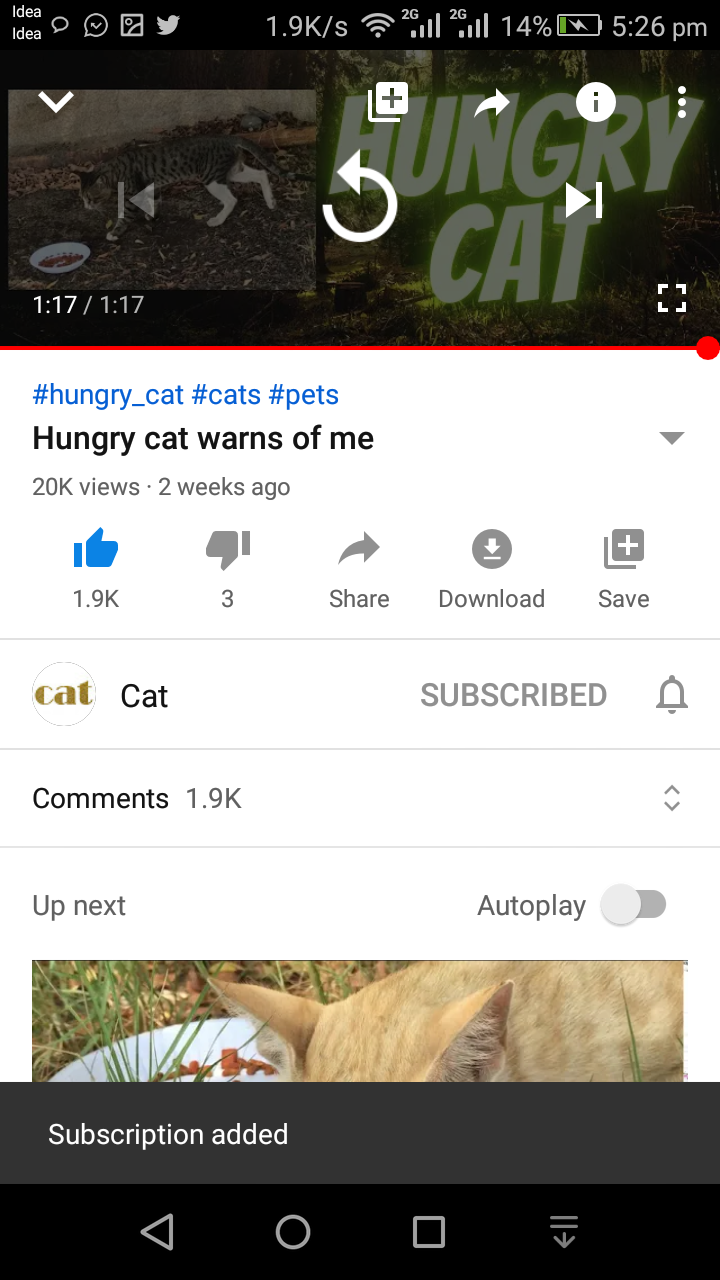 Idea
Idea
1.9K/s 2G 2G 14% 5:26 pm
HUNGRY
CAT
1:17 / 1:17
#hungry_cat #cats #pets
Hungry cat warns of me
20K views · 2 weeks ago
1.9K 3 Share Download Save
cat Cat SUBSCRIBED
Comments 1.9K
Up next Autoplay
Subscription added